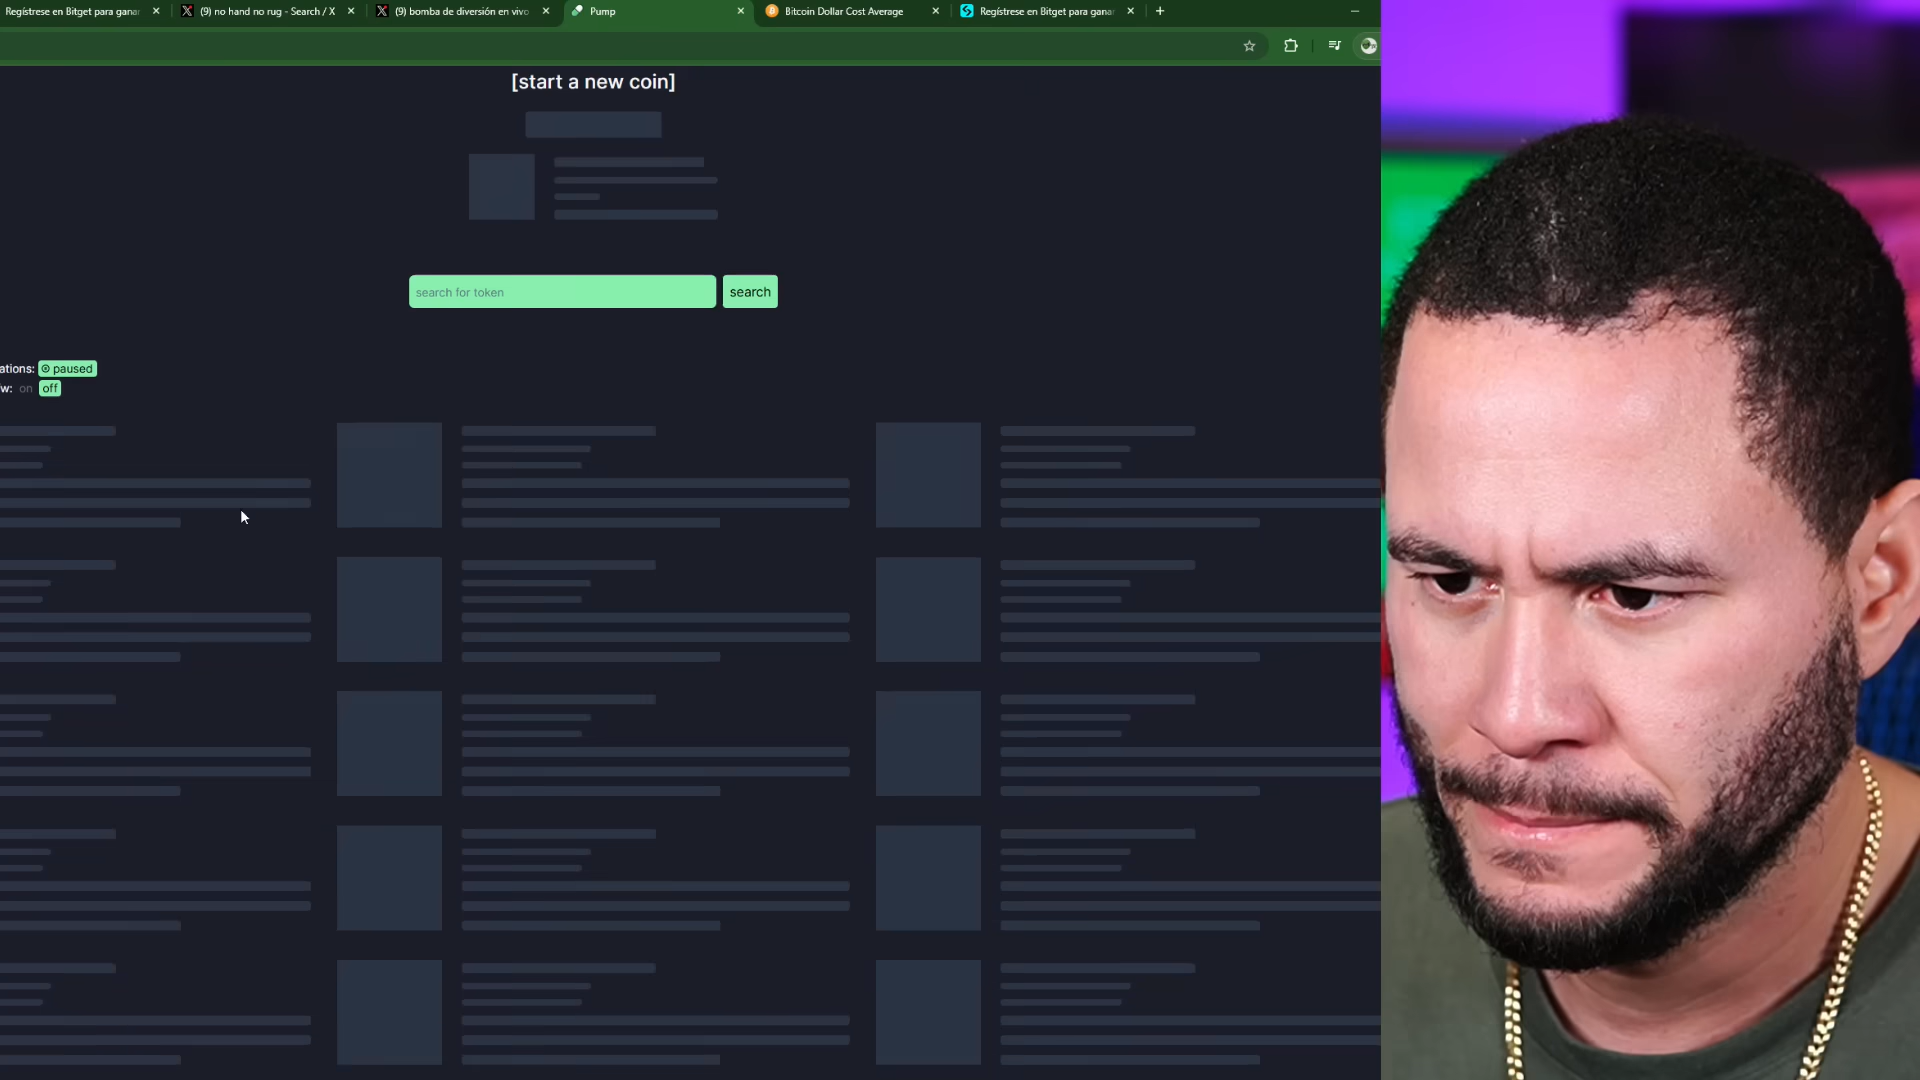 Regístrese en Bitget para ganar
(9) no hand no rug - Search / X
(9) bomba de diversión en vivo
Pump
Bitcoin Dollar Cost Average
Regístrese en Bitget para ganar
[start a new coin]
search for token
search
ations: paused
w: on off